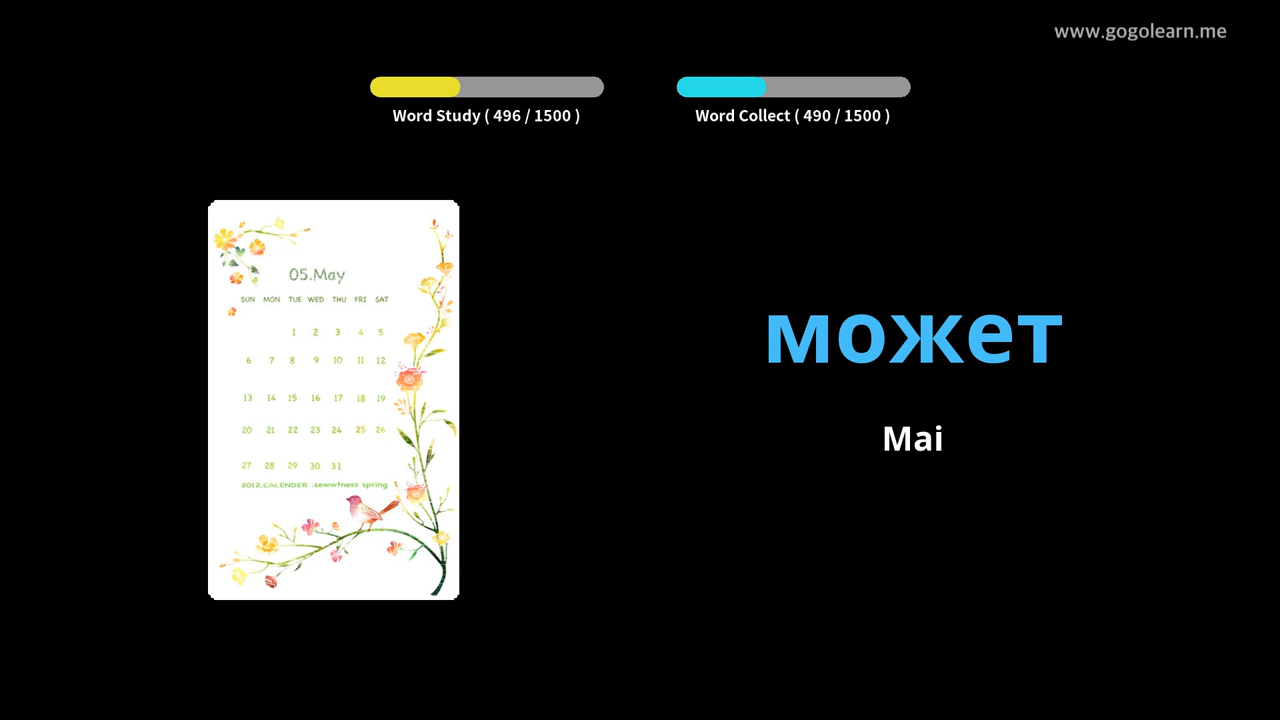 www.gogolearn.me
Word Study ( 496 / 1500 )
Word Collect ( 490 / 1500 )
05.May
SUN MON TUE WED THU FRI SAT
1 2 3 4 5
6 7 8 9 10 11 12
13 14 15 16 17 18 19
20 21 22 23 24 25 26
27 28 29 30 31
2012.CALENDER .sewwtness spring
может
Mai